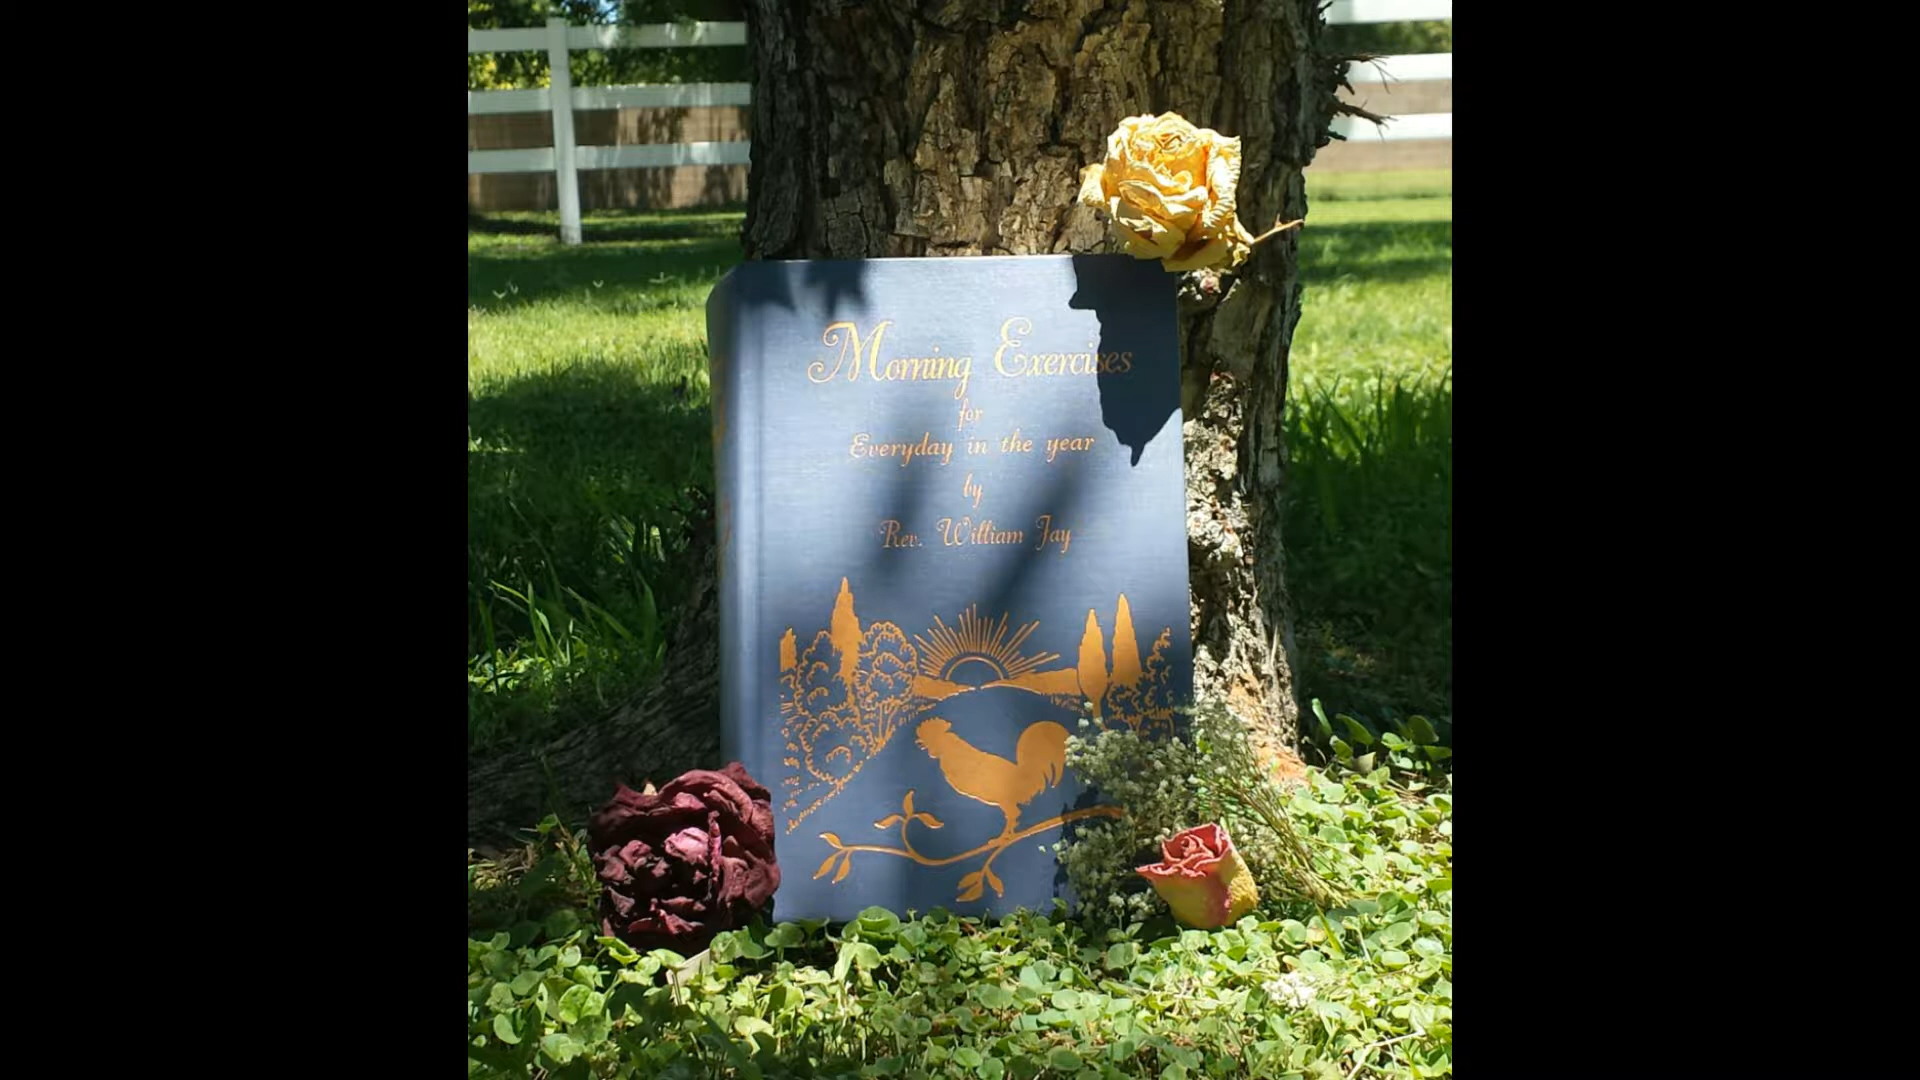 Morning Exercises
for
Everyday in the year
by
Rev. William Jay